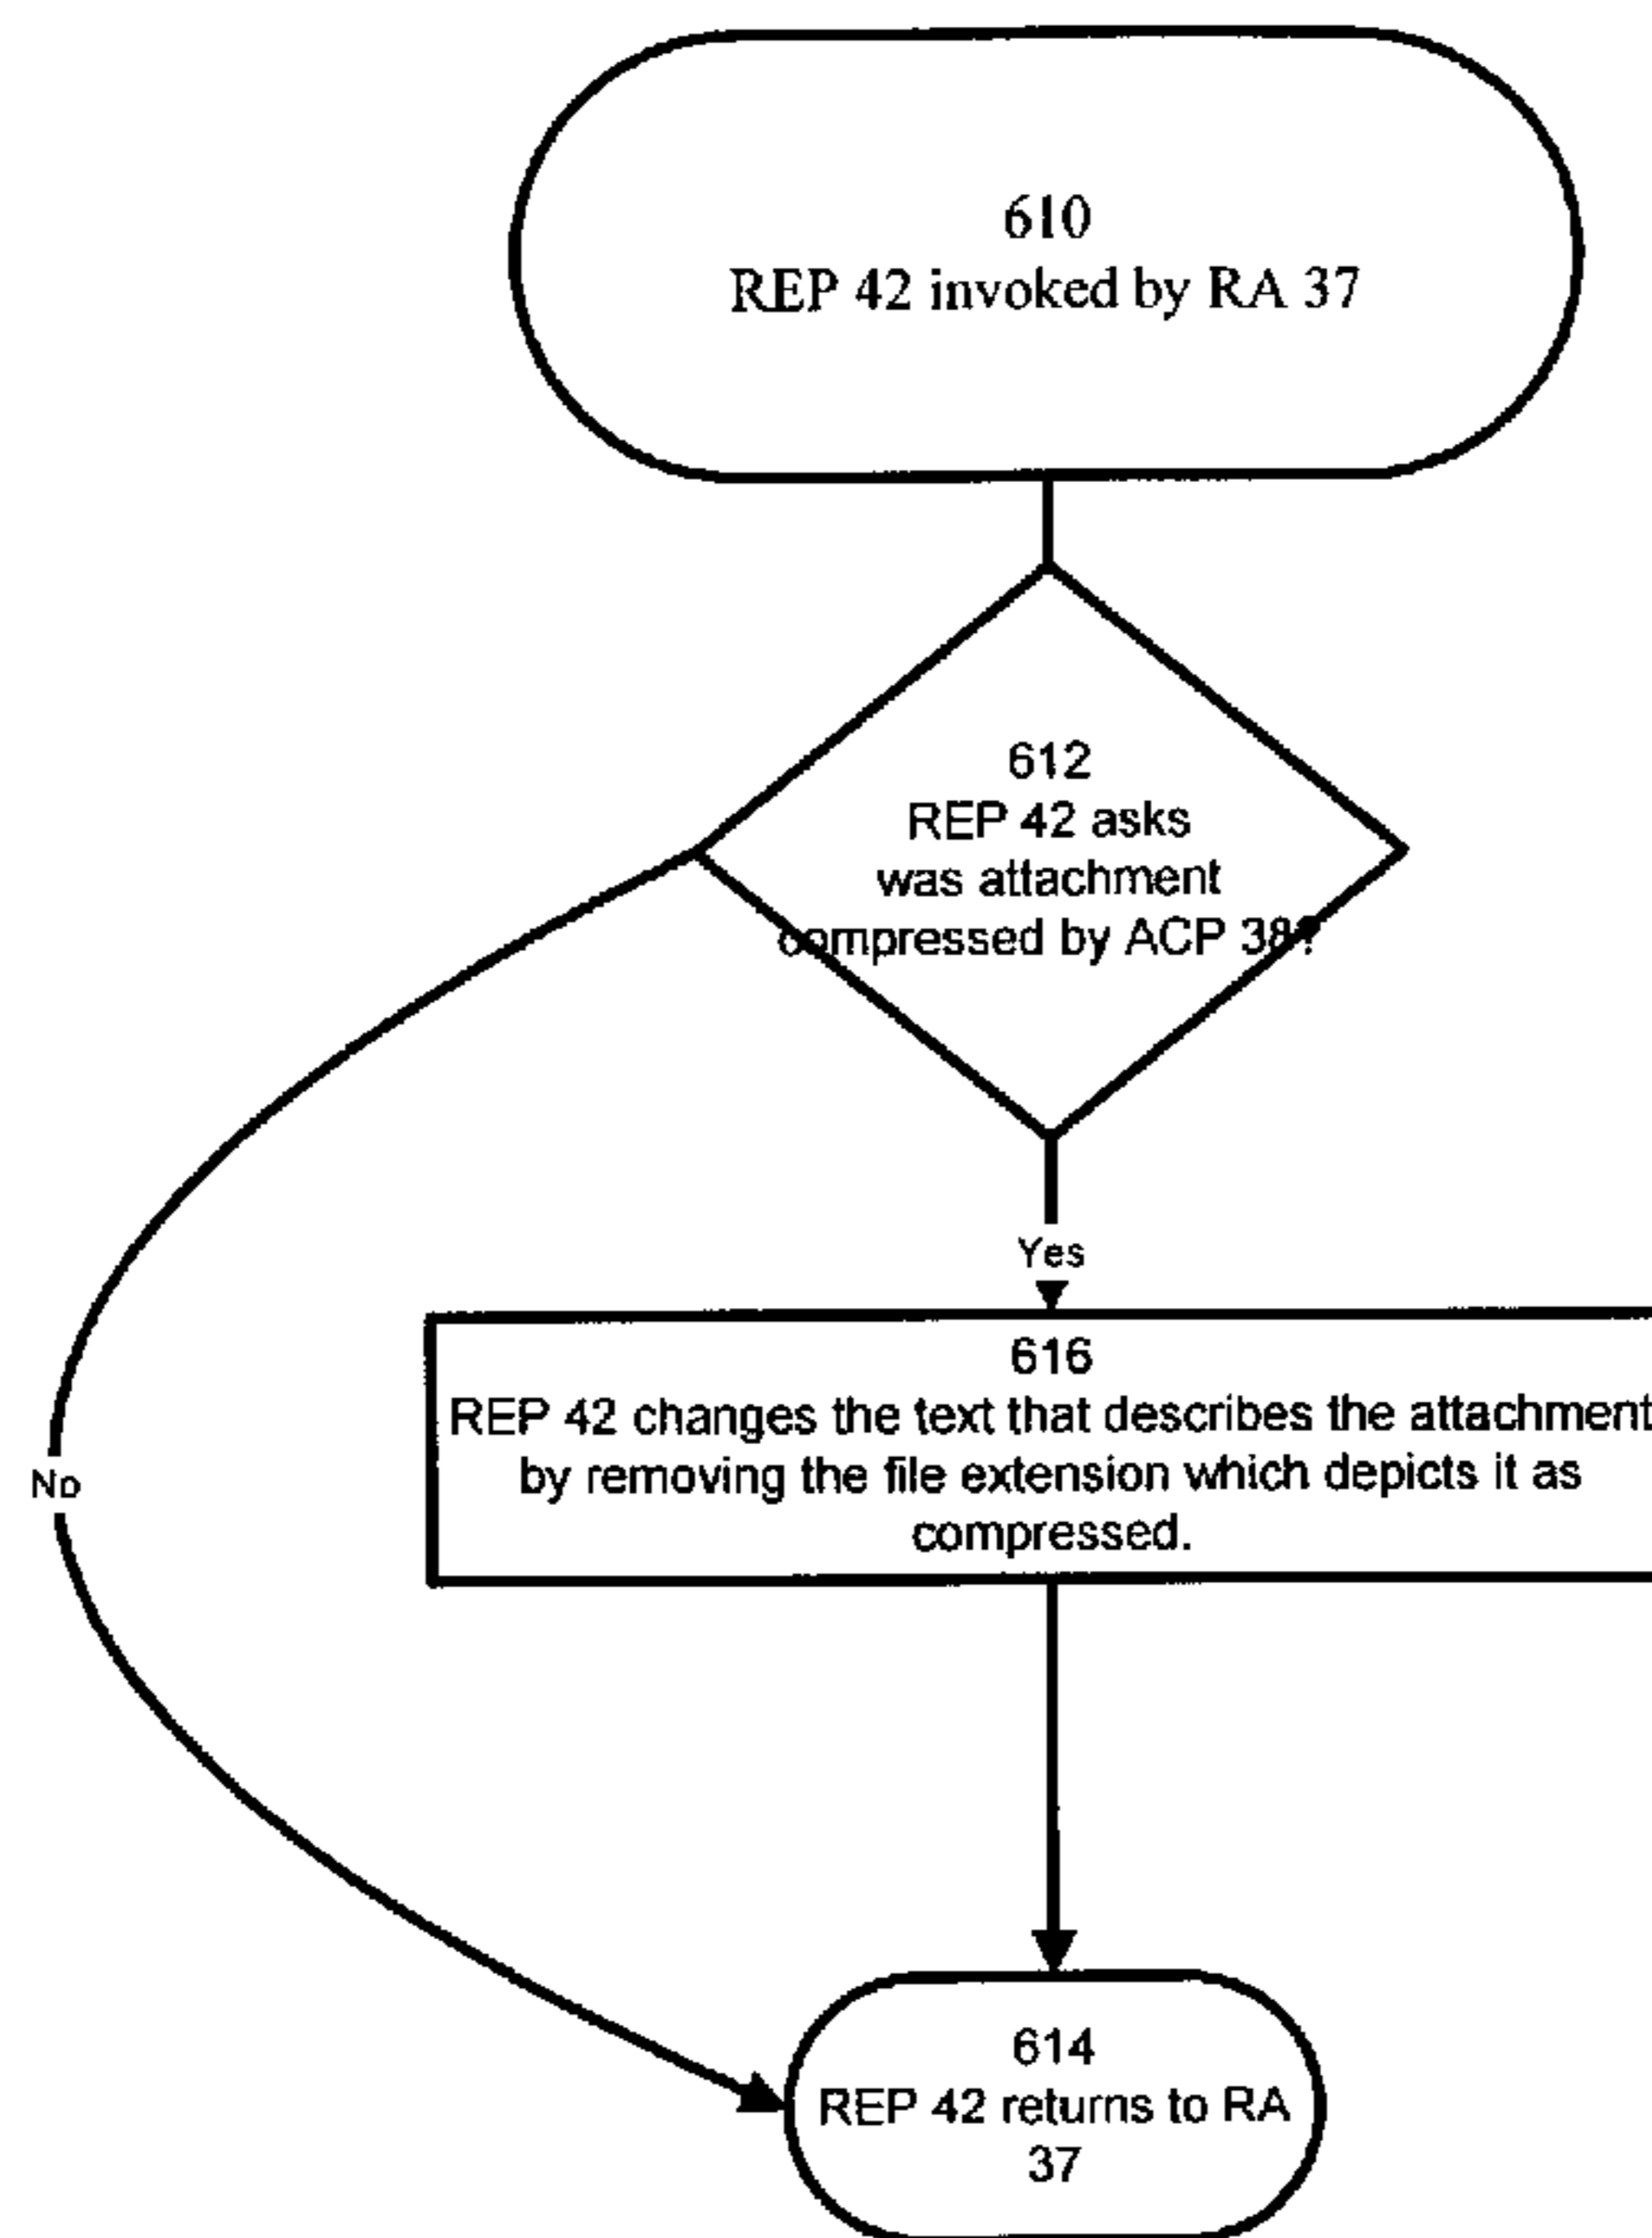 610
REP 42 invoked by RA 37
612
REP 42 asks
was attachment
compressed by ACP 38?
Yes
616
REP 42 changes the text that describes the attachment
by removing the file extension which depicts it as
compressed.
No
614
REP 42 returns to RA
37